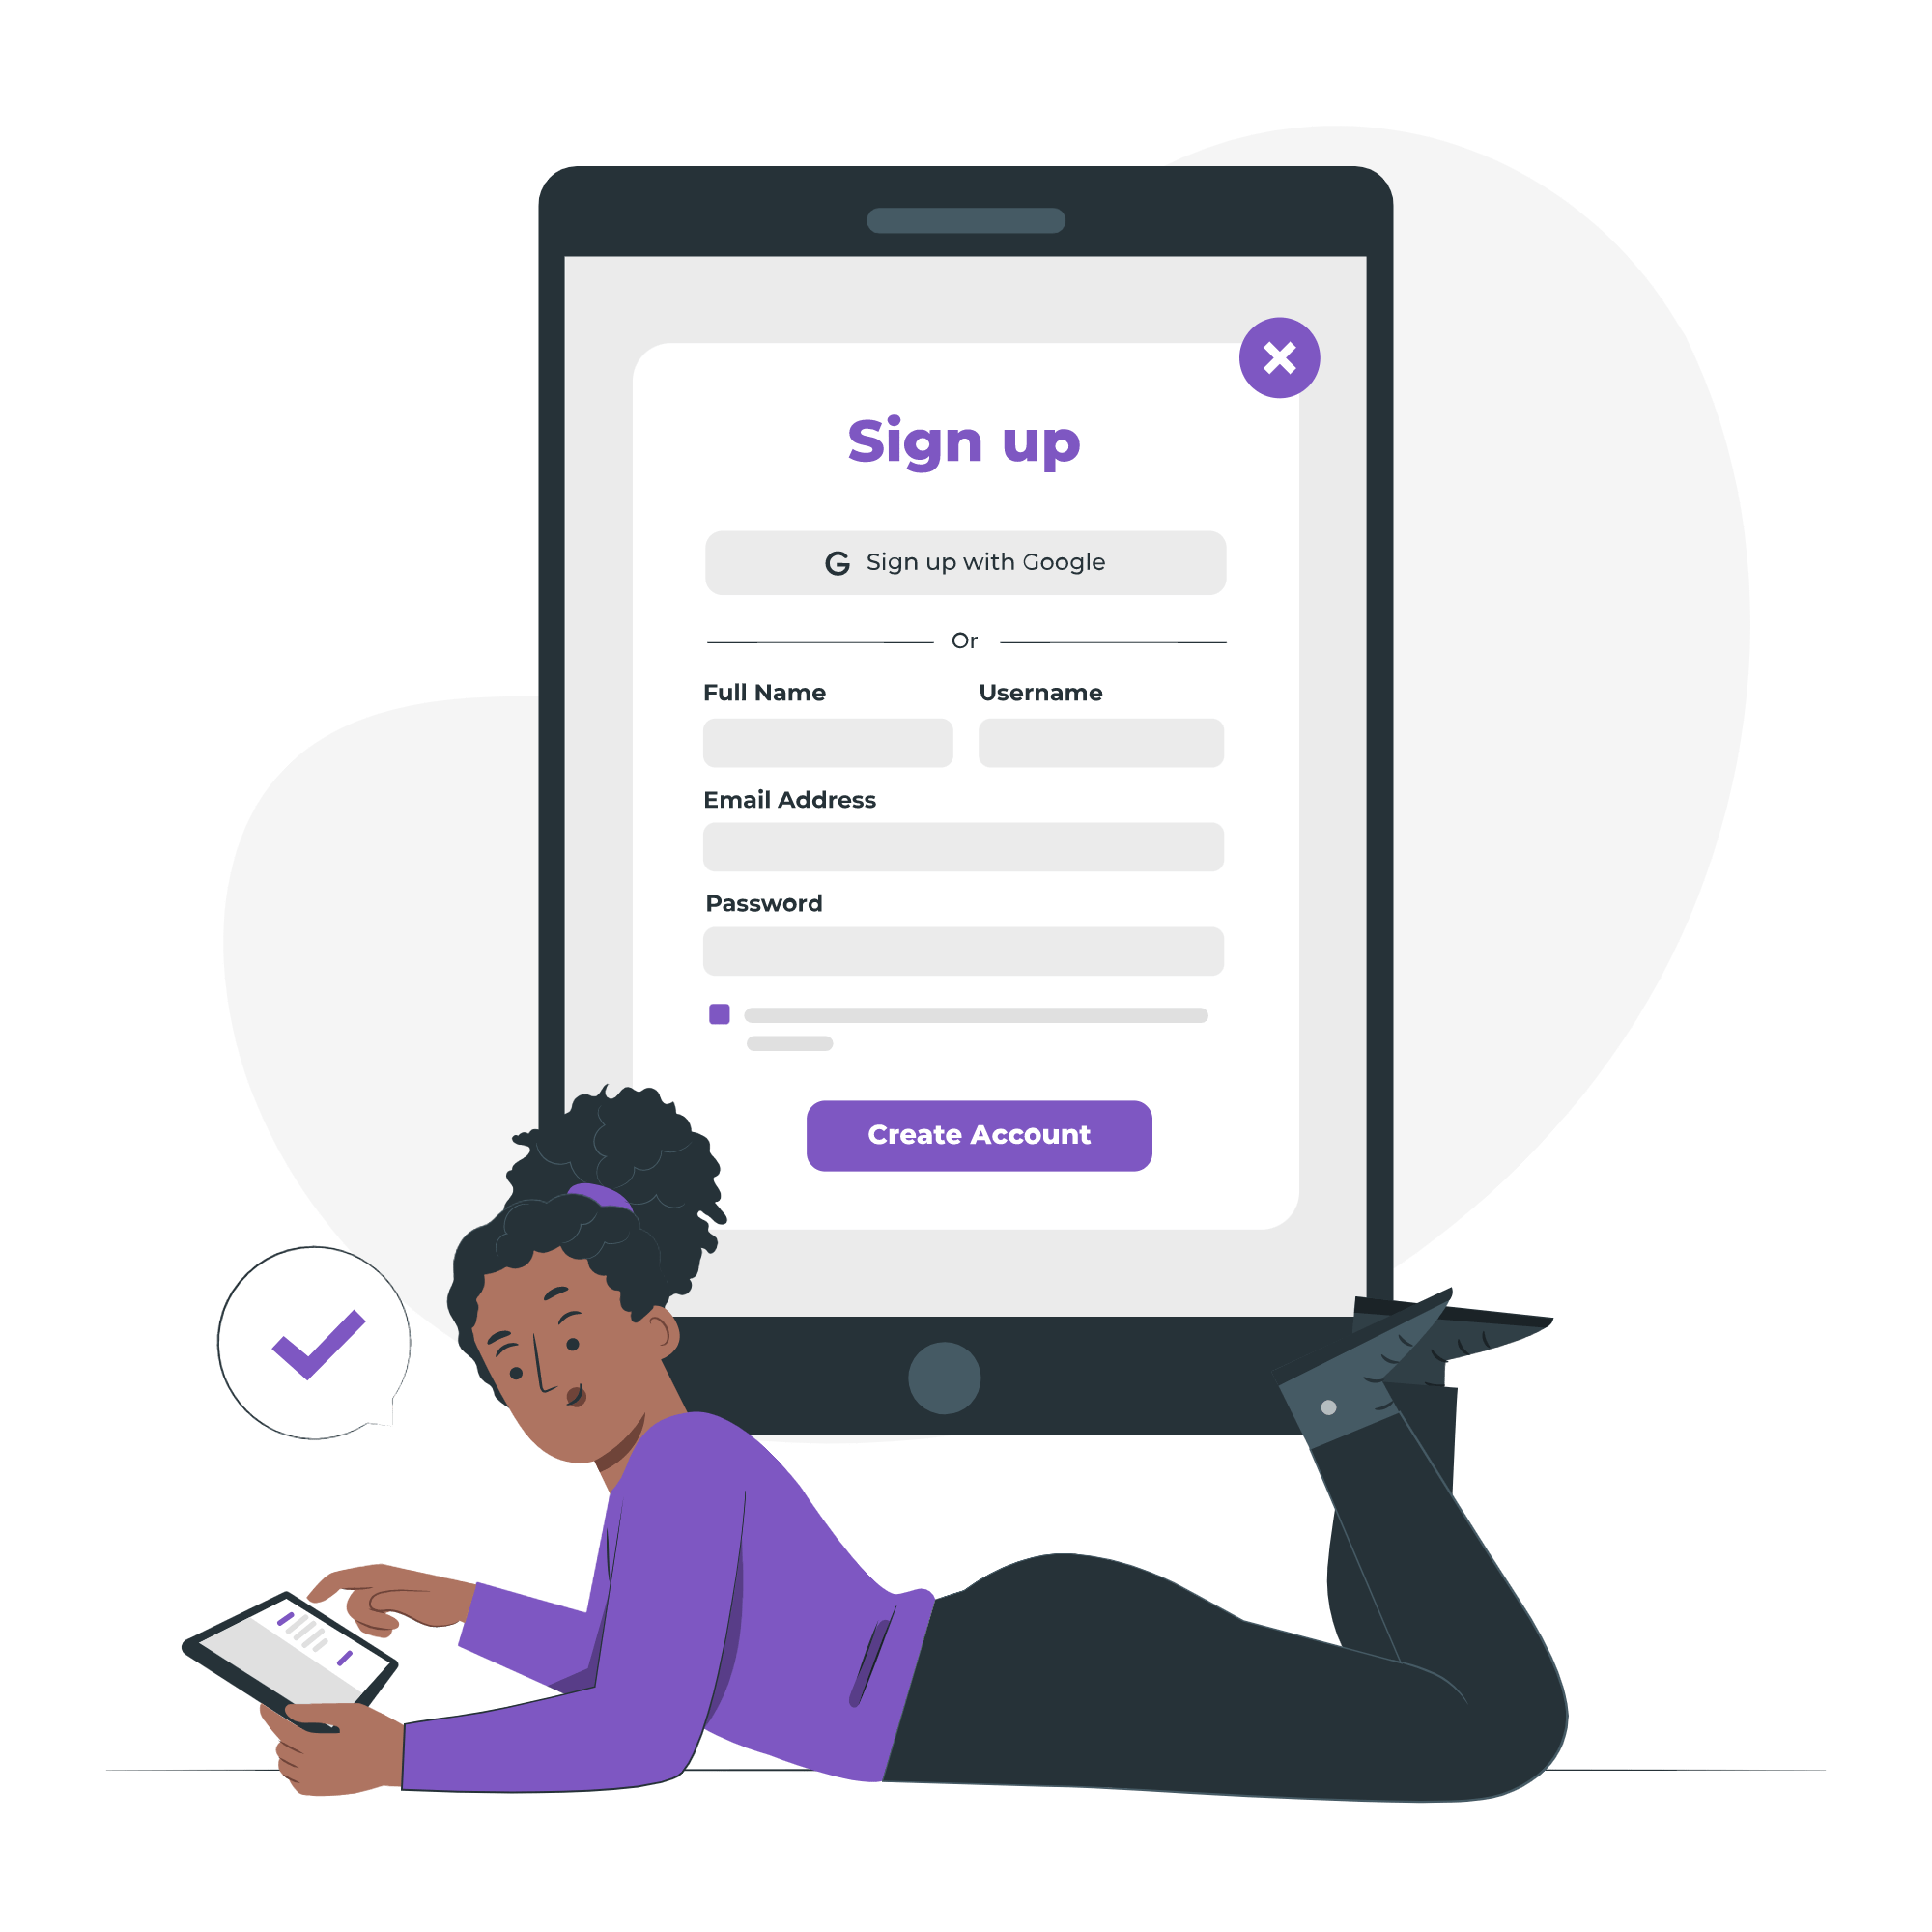 Sign up
G Sign up with Google
Or
Full Name Username
Email Address
Password
Create Account